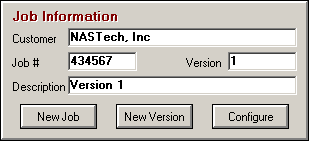 Job Information
Customer NASTech, Inc
Job # 434567 Version 1
Description Version 1
New Job New Version Configure